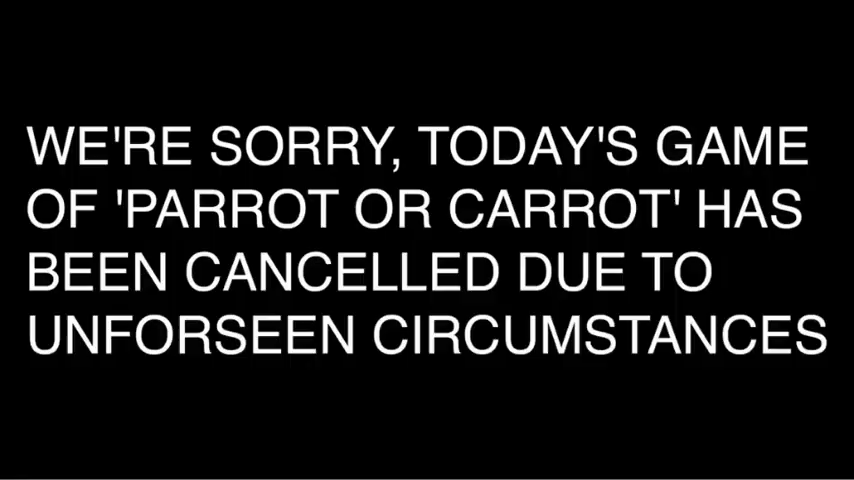 WE'RE SORRY, TODAY'S GAME
OF 'PARROT OR CARROT' HAS
BEEN CANCELLED DUE TO
UNFORSEEN CIRCUMSTANCES